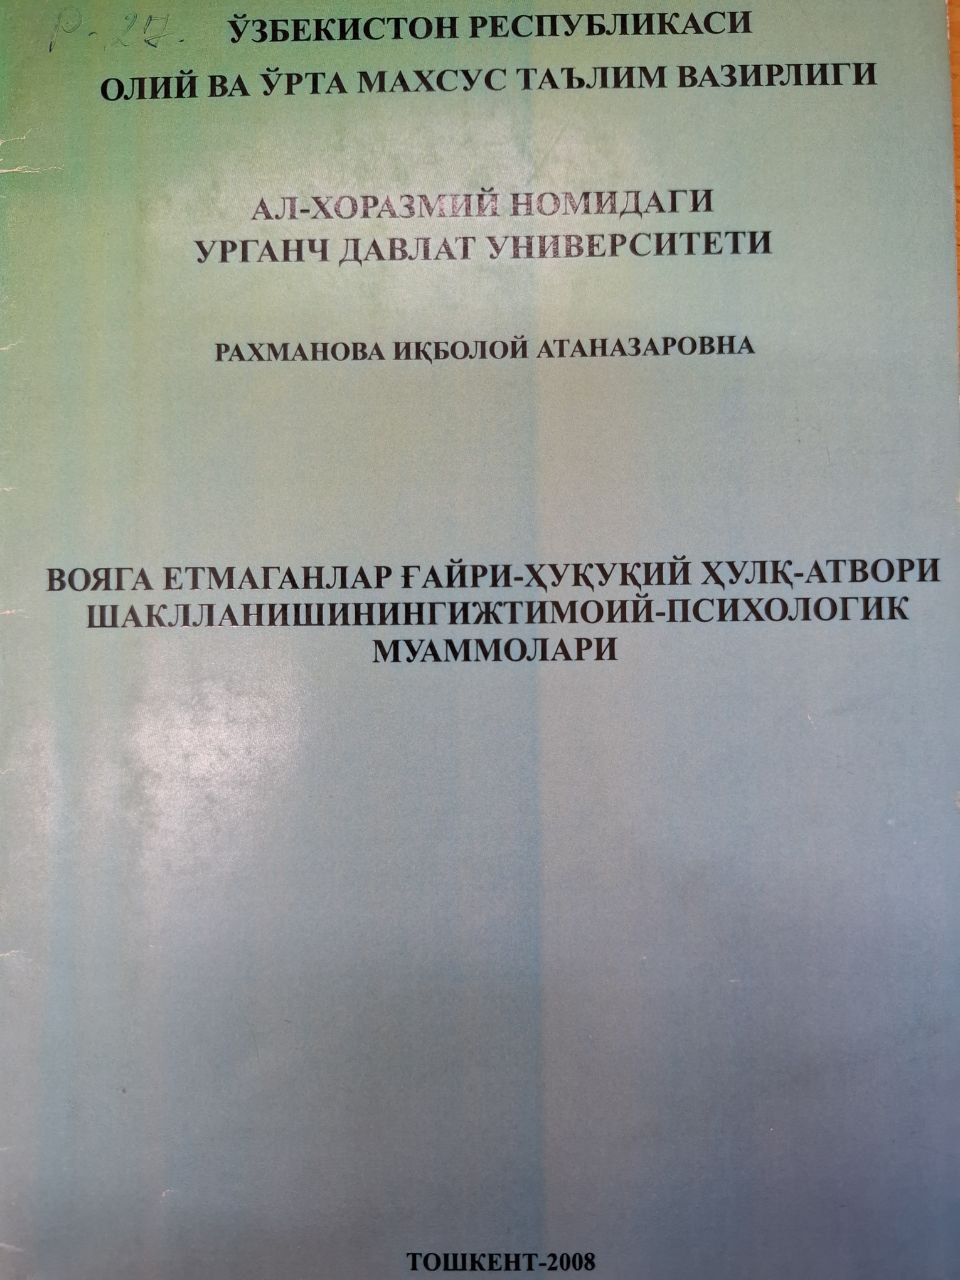 Р-27.
ЎЗБЕКИСТОН РЕСПУБЛИКАСИ
ОЛИЙ ВА ЎРТА МАХСУС ТАЪЛИМ ВАЗИРЛИГИ
АЛ-ХОРАЗМИЙ НОМИДАГИ
УРГАНЧ ДАВЛАТ УНИВЕРСИТЕТИ
РАХМАНОВА ИҚБОЛОЙ АТАНАЗАРОВНА
ВОЯГА ЕТМАГАНЛАР ҒАЙРИ-ҲУҚУҚИЙ ҲУЛҚ-АТВОРИ
ШАКЛЛАНИШИНИНГИЖТИМОИЙ-ПСИХОЛОГИК
МУАММОЛАРИ
ТОШКЕНТ-2008